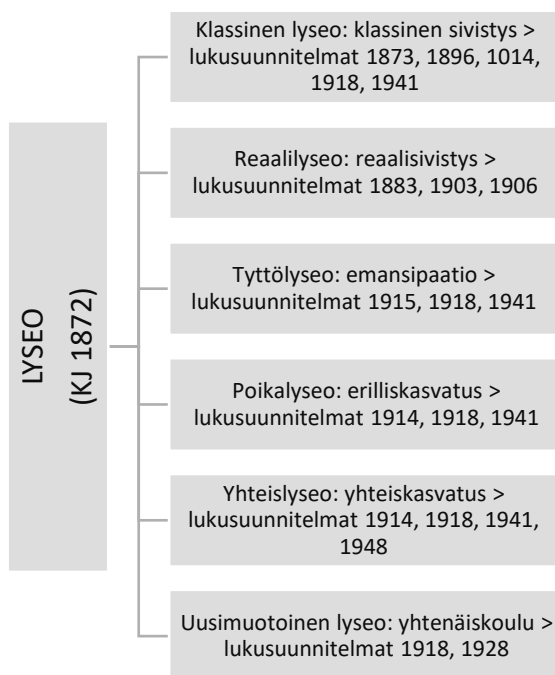 LYSEO
(KJ 1872)
Klassinen lyseo: klassinen sivistys >
lukusuunnitelmat 1873, 1896, 1014,
1918, 1941
Reaalilyseo: reaalisivistys >
lukusuunnitelmat 1883, 1903, 1906
Tyttölyseo: emansipaatio >
lukusuunnitelmat 1915, 1918, 1941
Poikalyseo: erilliskasvatus >
lukusuunnitelmat 1914, 1918, 1941
Yhteislyseo: yhteiskasvatus >
lukusuunnitelmat 1914, 1918, 1941,
1948
Uusimuotoinen lyseo: yhtenäiskoulu >
lukusuunnitelmat 1918, 1928